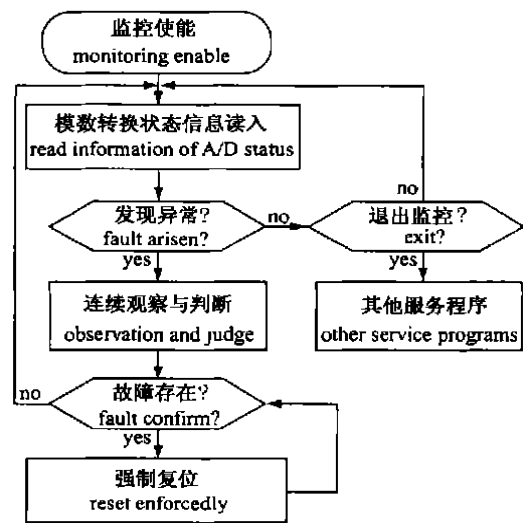 监控使能
monitoring enable
模数转换状态信息读入
read information of A/D status
no
发现异常?
fault arisen?
no
退出监控?
exit?
yes
yes
连续观察与判断
observation and judge
其他服务程序
other service programs
no
故障存在?
fault confirm?
yes
强制复位
reset enforcedly